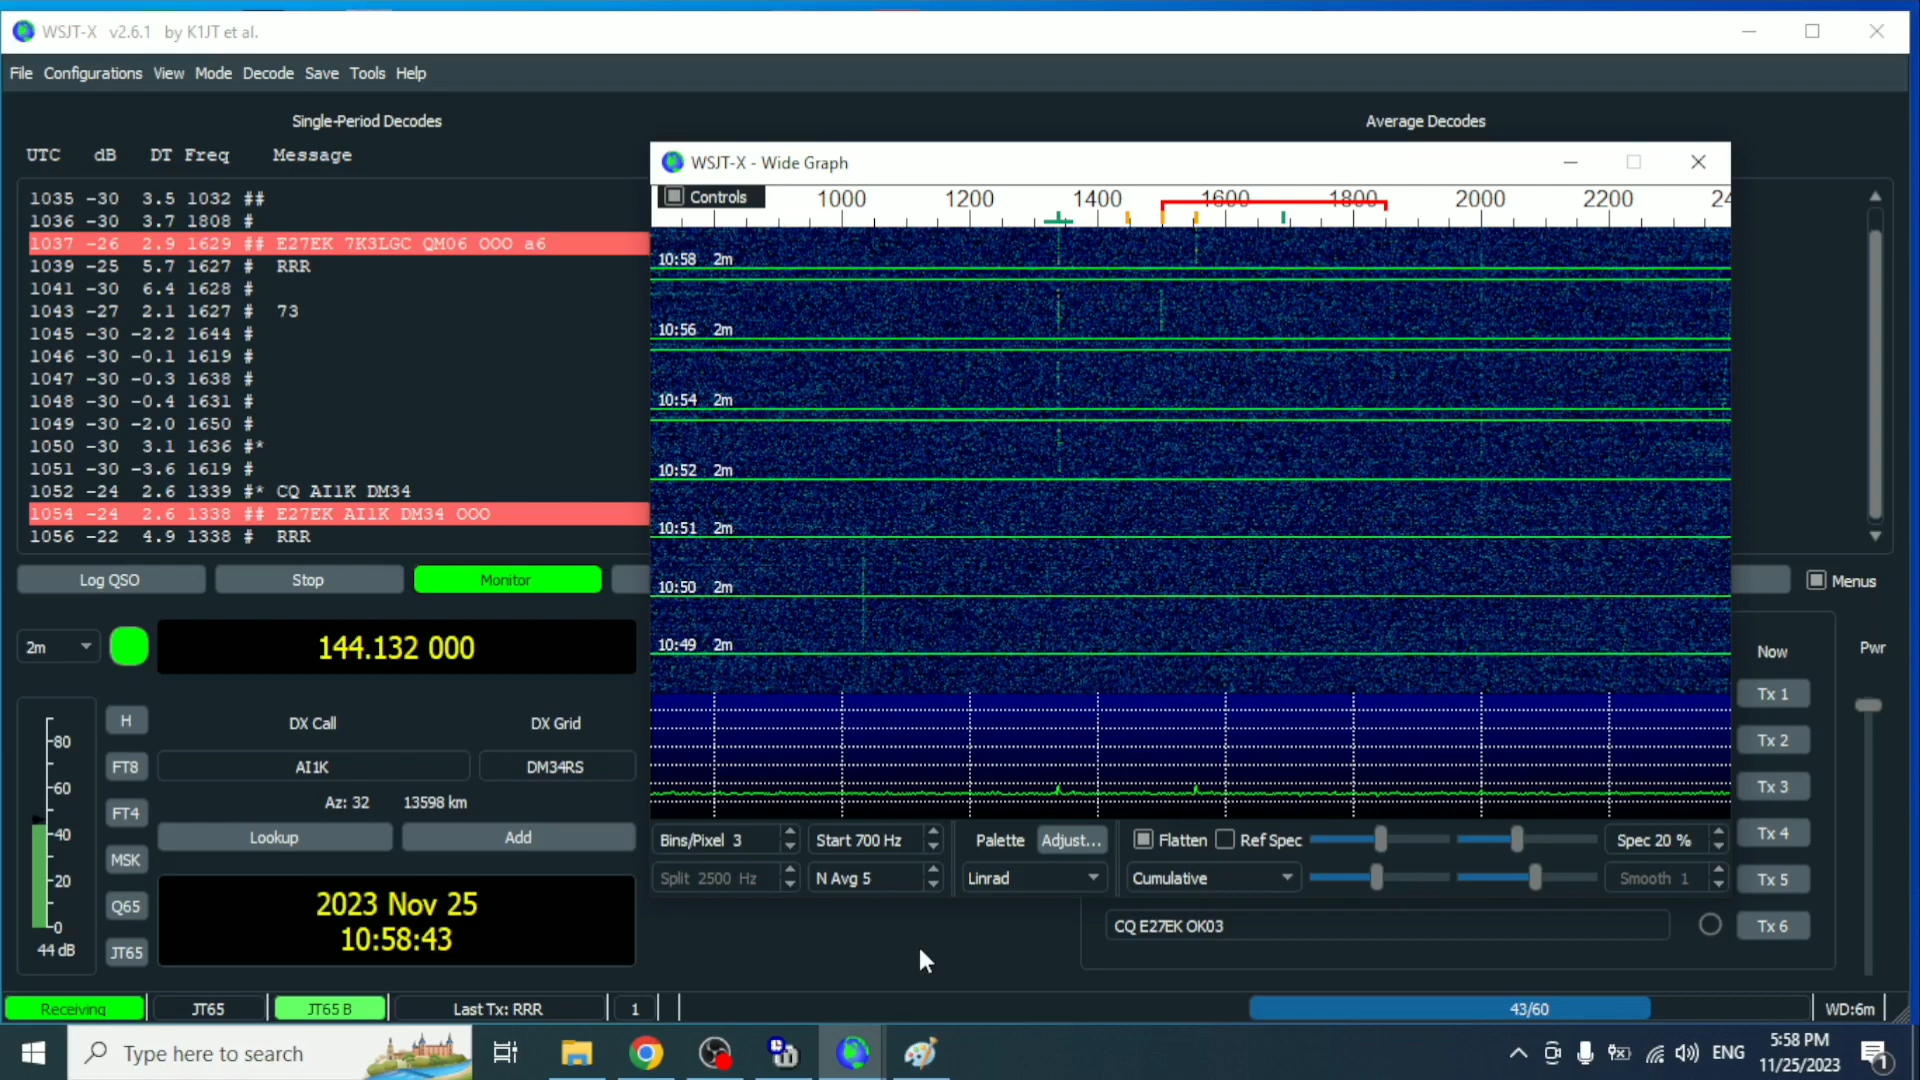 WSJT-X v2.6.1 by K1JT et al.
File Configurations View Mode Decode Save Tools Help
Single-Period Decodes
Average Decodes
UTC dB DT Freq Message
1035 -30 3.5 1032 ##
1036 -30 3.7 1808 #
1037 -26 2.9 1629 ## E27EK 7K3LGC QM06 OOO a6
1039 -25 5.7 1627 # RRR
1041 -30 6.4 1628 #
1043 -27 2.1 1627 # 73
1045 -30 -2.2 1644 #
1046 -30 -0.1 1619 #
1047 -30 -0.3 1638 #
1048 -30 -0.4 1631 #
1049 -30 -2.0 1650 #
1050 -30 3.1 1636 #*
1051 -30 -3.6 1619 #
1052 -24 2.6 1339 #* CQ AI1K DM34
1054 -24 2.6 1338 ## E27EK AI1K DM34 OOO
1056 -22 4.9 1338 # RRR
WSJT-X - Wide Graph
Controls 1000 1200 1400 1600 1800 2000 2200 24
10:58 2m
10:56 2m
10:54 2m
10:52 2m
10:51 2m
10:50 2m
10:49 2m
Bins/Pixel 3 Start 700 Hz Palette Adjust... Flatten Ref Spec Spec 20 %
Split 2500 Hz N Avg 5 Linrad Cumulative Smooth 1
Log QSO Stop Monitor Menus
2m 144.132 000
Now
Pwr
Tx 1
Tx 2
Tx 3
Tx 4
Tx 5
CQ E27EK OK03 Tx 6
80
60
40
20
0
44 dB
H
FT8
FT4
MSK
Q65
JT65
DX Call DX Grid
AI1K DM34RS
Az: 32 13598 km
Lookup Add
2023 Nov 25
10:58:43
Receiving JT65 JT65 B Last Tx: RRR 1 43/60 WD:6m
Type here to search
ENG
5:58 PM
11/25/2023
1